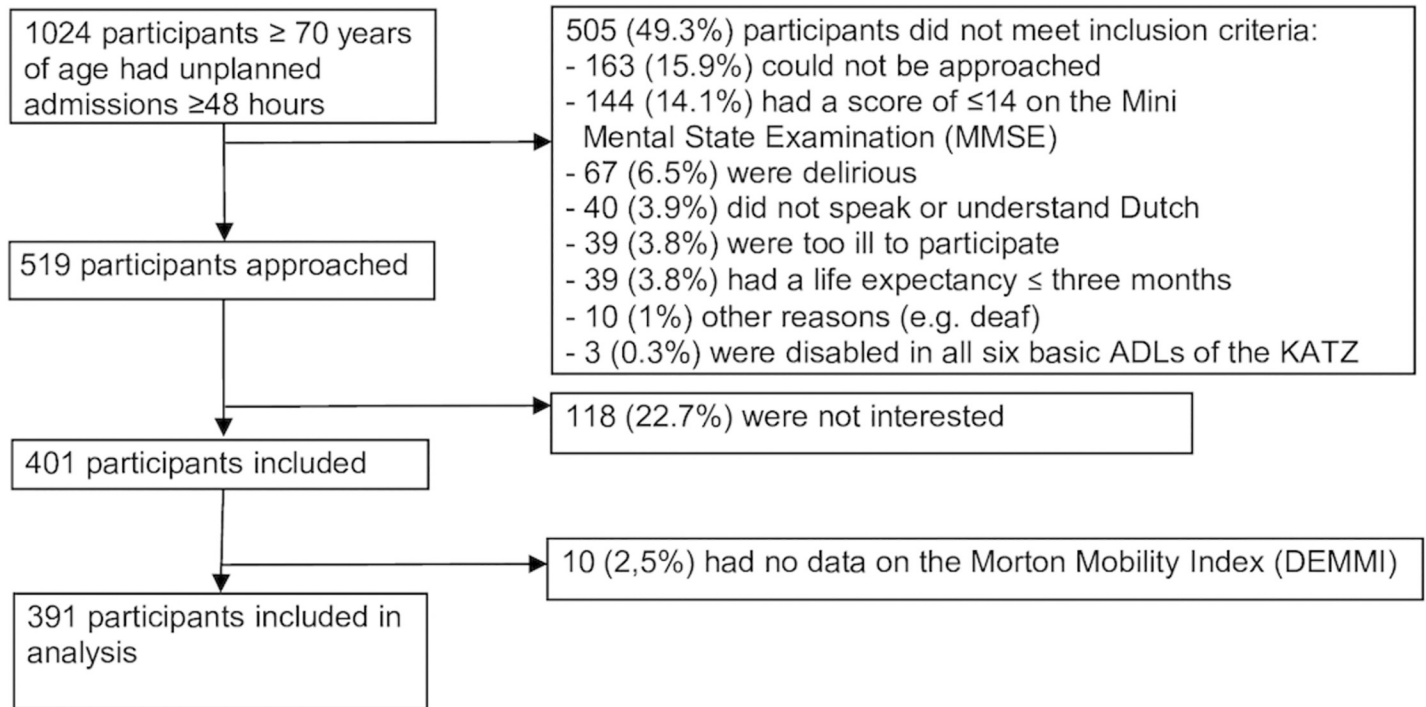 1024 participants ≥ 70 years
of age had unplanned
admissions ≥48 hours
505 (49.3%) participants did not meet inclusion criteria:
- 163 (15.9%) could not be approached
- 144 (14.1%) had a score of ≤14 on the Mini
Mental State Examination (MMSE)
- 67 (6.5%) were delirious
- 40 (3.9%) did not speak or understand Dutch
- 39 (3.8%) were too ill to participate
- 39 (3.8%) had a life expectancy ≤ three months
- 10 (1%) other reasons (e.g. deaf)
- 3 (0.3%) were disabled in all six basic ADLs of the KATZ
519 participants approached
118 (22.7%) were not interested
401 participants included
10 (2,5%) had no data on the Morton Mobility Index (DEMMI)
391 participants included in
analysis